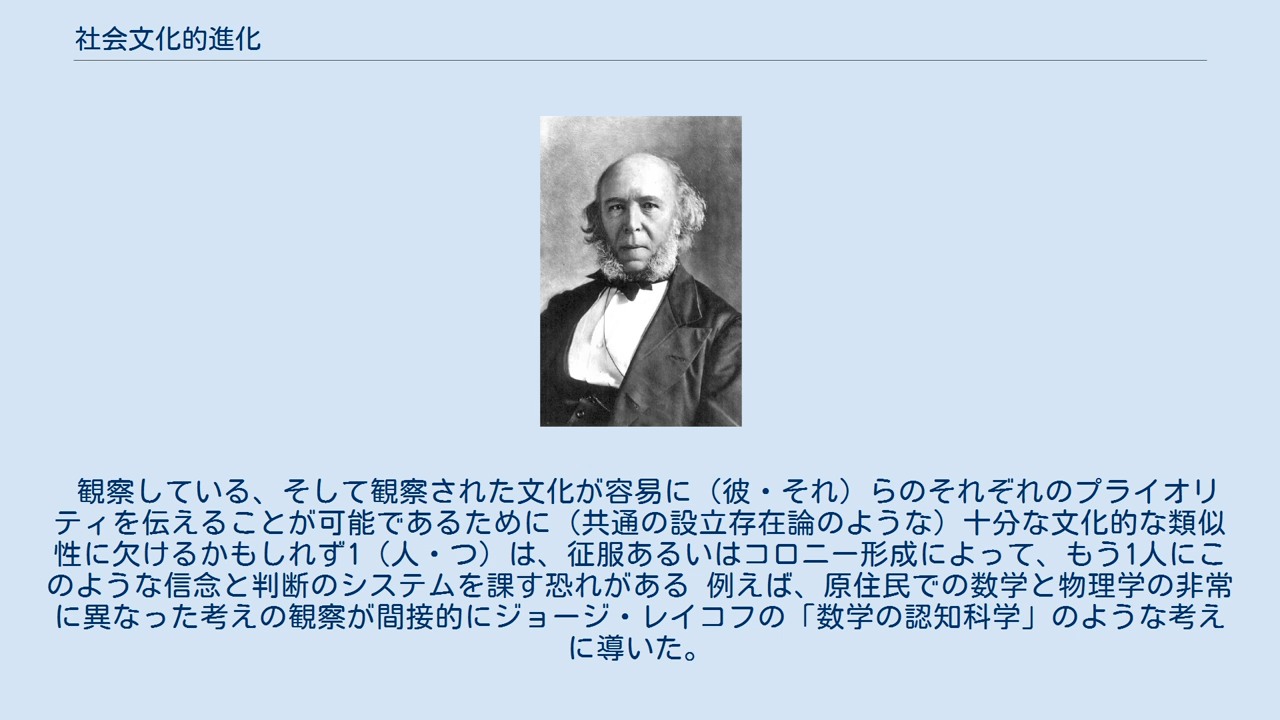 社会文化的進化
観察している、そして観察された文化が容易に（彼・それ）らのそれぞれのプライオリ
ティを伝えることが可能であるために（共通の設立存在論のような）十分な文化的な類似
性に欠けるかもしれず1（人・つ）は、征服あるいはコロニー形成によって、もう1人にこ
のような信念と判断のシステムを課す恐れがある 例えば、原住民での数学と物理学の非常
に異なった考えの観察が間接的にジョージ・レイコフの「数学の認知科学」のような考え
に導いた。